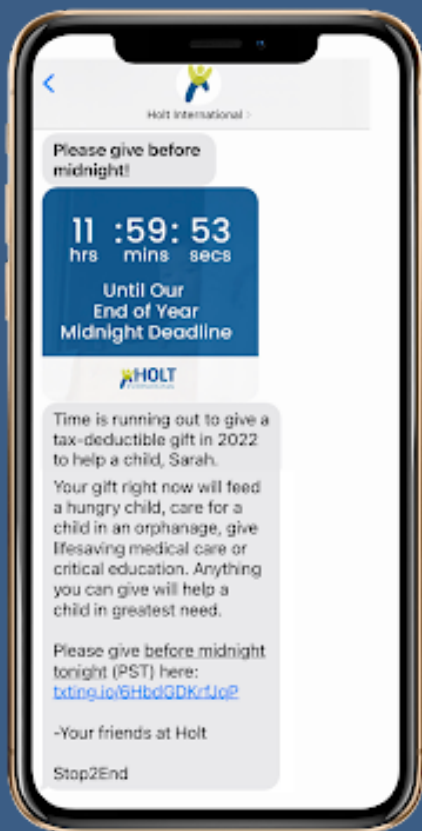 Holt International >
Please give before
midnight!
11 :59: 53
hrs mins secs
Until Our
End of Year
Midnight Deadline
HOLT
Time is running out to give a
tax-deductible gift in 2022
to help a child, Sarah.
Your gift right now will feed
a hungry child, care for a
child in an orphanage, give
lifesaving medical care or
critical education. Anything
you can give will help a
child in greatest need.
Please give before midnight
tonight (PST) here:
txting.io/6HbdGDKrfJqP
-Your friends at Holt
Stop2End